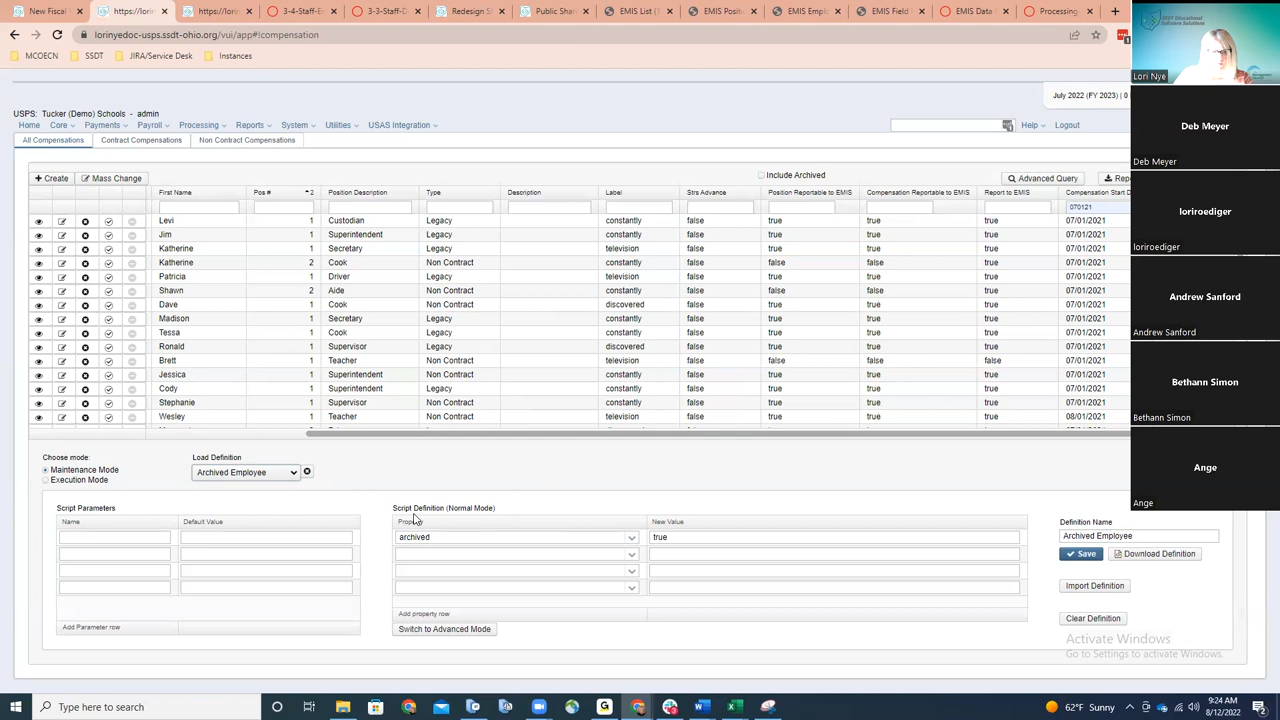 New Fiscal
https://lorin
https://lorin
3-4-Staff-E
3-3-Staff-D
Redesi
Public Sha
EMIS List (
EMIS Posit
EMIS Emplo
EMIS Field
EMIS Data
Processing
lorinyedoc-usps.ssdt-ohio.org/vui/app#!compensation
MCOECN
SSDT
JIRA/Service Desk
Instances
SSDT Educational
Software Solutions
Lori Nye
July 2022 (FY 2023) | 0
USPS: Tucker (Demo) Schools - admin
Home Core Payments Payroll Processing Reports System Utilities USAS Integration Help Logout
All Compensations Contract Compensations Non Contract Compensations
Create Mass Change Include Archived Advanced Query Repo
First Name Pos # 2 Position Description Type Description Label Strs Advance Position Reportable to EMIS Compensation Reportable to EMIS Report to EMIS Compensation Start D
070121
Levi 1 Custodian Legacy constantly false true true true 07/01/2021
Jim 1 Superintendent Legacy constantly false true true true 07/01/2021
Katherine 1 Secretary Legacy television false true true true 07/01/2021
Katherine 2 Cook Non Contract constantly false false true false 07/01/2021
Patricia 1 Driver Legacy television false true true true 07/01/2021
Shawn 2 Aide Non Contract constantly false false true true 07/01/2021
Dave 1 Cook Non Contract discovered false true true true 07/01/2021
Madison 1 Secretary Legacy constantly false true true true 07/01/2021
Tessa 1 Cook Legacy constantly false true true true 07/01/2021
Ronald 1 Supervisor Legacy discovered false true true true 07/01/2021
Brett 1 Teacher Non Contract television false false false false 07/01/2021
Jessica 1 Superintendent Non Contract constantly false true true true 07/01/2021
Cody 1 Superintendent Legacy constantly false true true true 07/01/2021
Stephanie 1 Supervisor Non Contract constantly false true true true 07/01/2021
Wesley 1 Teacher Non Contract television false true true true 08/01/2021
Choose mode:
Maintenance Mode
Execution Mode
Load Definition
Archived Employee
Script Parameters
Name Default Value
Add Parameter row
Script Definition (Normal Mode)
Property New Value
archived true
Add property row
Switch to Advanced Mode
Definition Name
Archived Employee
Save Download Definition
Import Definition
Clear Definition
Activate Windows
Go to Settings to activate Windows.
Deb Meyer
Deb Meyer
loriroediger
loriroediger
Andrew Sanford
Andrew Sanford
Bethann Simon
Bethann Simon
Ange
Ange
Type here to search
62°F Sunny
9:24 AM
8/12/2022